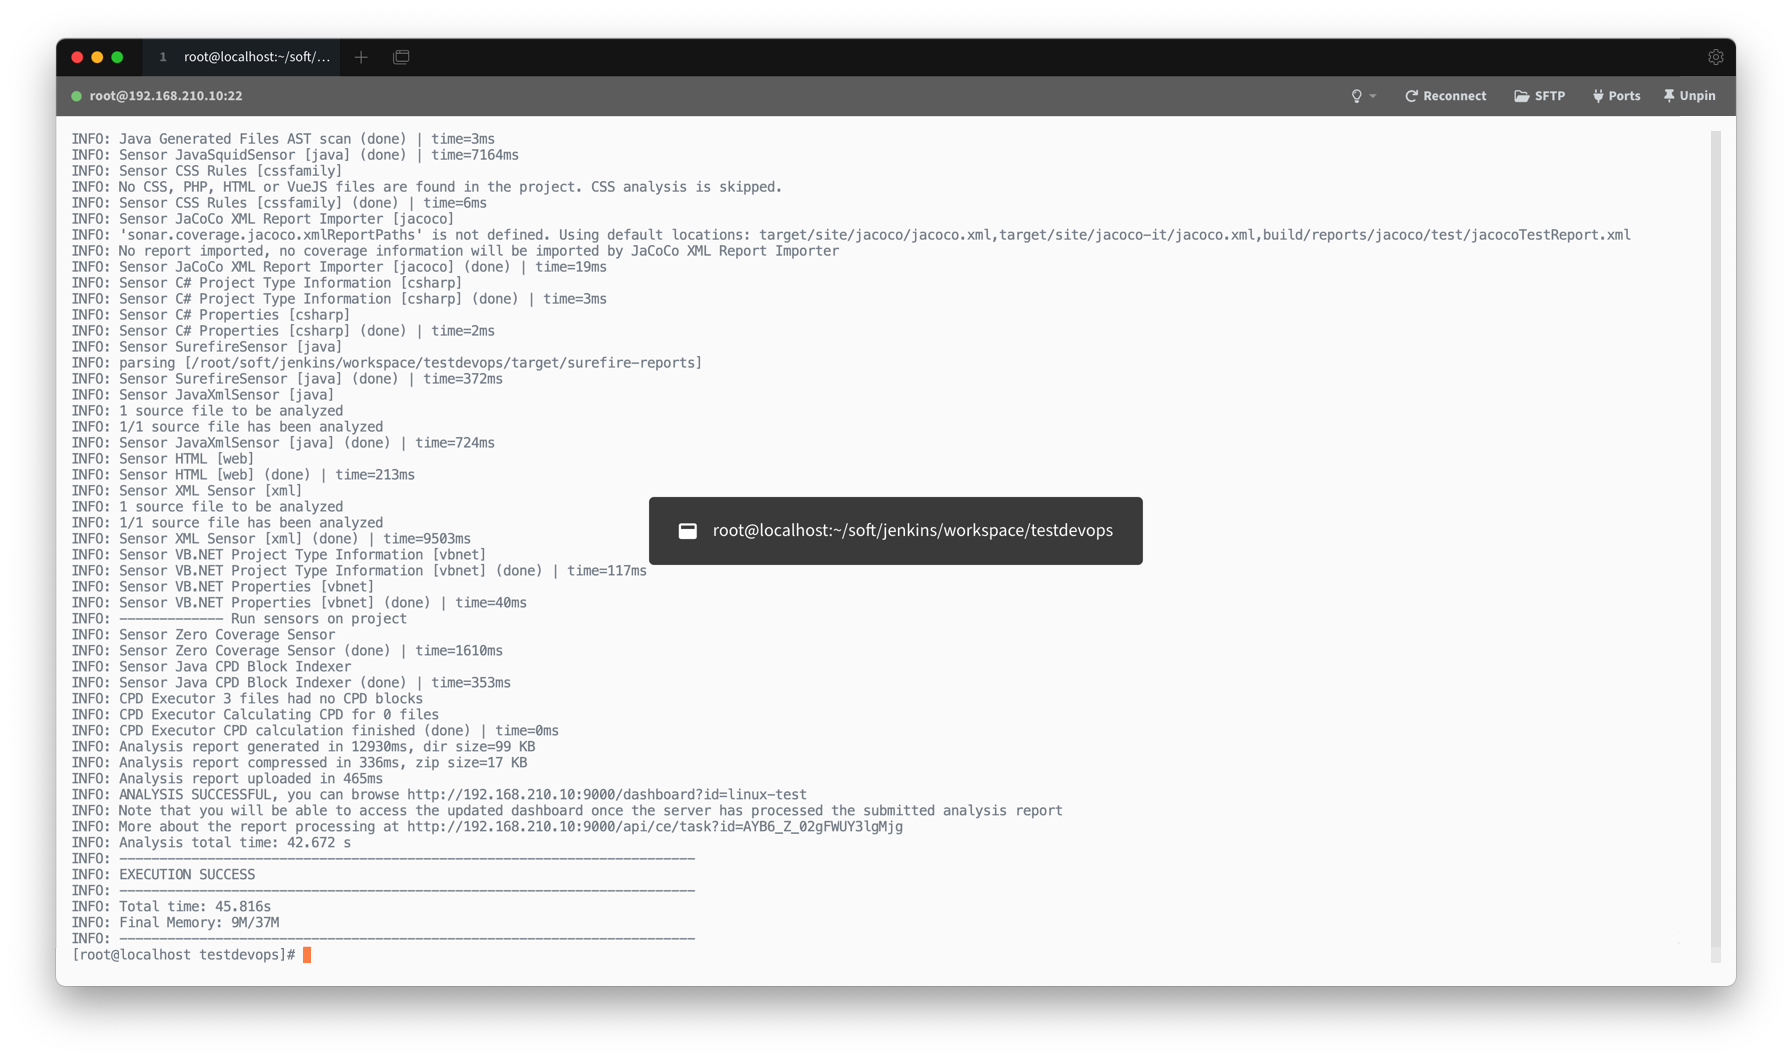 1 root@localhost:~/soft/...
root@192.168.210.10:22 Reconnect SFTP Ports Unpin
INFO: Java Generated Files AST scan (done) | time=3ms
INFO: Sensor JavaSquidSensor [java] (done) | time=7164ms
INFO: Sensor CSS Rules [cssfamily]
INFO: No CSS, PHP, HTML or VueJS files are found in the project. CSS analysis is skipped.
INFO: Sensor CSS Rules [cssfamily] (done) | time=6ms
INFO: Sensor JaCoCo XML Report Importer [jacoco]
INFO: 'sonar.coverage.jacoco.xmlReportPaths' is not defined. Using default locations: target/site/jacoco/jacoco.xml,target/site/jacoco-it/jacoco.xml,build/reports/jacoco/test/jacocoTestReport.xml
INFO: No report imported, no coverage information will be imported by JaCoCo XML Report Importer
INFO: Sensor JaCoCo XML Report Importer [jacoco] (done) | time=19ms
INFO: Sensor C# Project Type Information [csharp]
INFO: Sensor C# Project Type Information [csharp] (done) | time=3ms
INFO: Sensor C# Properties [csharp]
INFO: Sensor C# Properties [csharp] (done) | time=2ms
INFO: Sensor SurefireSensor [java]
INFO: parsing [/root/soft/jenkins/workspace/testdevops/target/surefire-reports]
INFO: Sensor SurefireSensor [java] (done) | time=372ms
INFO: Sensor JavaXmlSensor [java]
INFO: 1 source file to be analyzed
INFO: 1/1 source file has been analyzed
INFO: Sensor JavaXmlSensor [java] (done) | time=724ms
INFO: Sensor HTML [web]
INFO: Sensor HTML [web] (done) | time=213ms
INFO: Sensor XML Sensor [xml]
INFO: 1 source file to be analyzed
INFO: 1/1 source file has been analyzed
root@localhost:~/soft/jenkins/workspace/testdevops
INFO: Sensor XML Sensor [xml] (done) | time=9503ms
INFO: Sensor VB.NET Project Type Information [vbnet]
INFO: Sensor VB.NET Project Type Information [vbnet] (done) | time=117ms
INFO: Sensor VB.NET Properties [vbnet]
INFO: Sensor VB.NET Properties [vbnet] (done) | time=40ms
INFO: ------------- Run sensors on project
INFO: Sensor Zero Coverage Sensor
INFO: Sensor Zero Coverage Sensor (done) | time=1610ms
INFO: Sensor Java CPD Block Indexer
INFO: Sensor Java CPD Block Indexer (done) | time=353ms
INFO: CPD Executor 3 files had no CPD blocks
INFO: CPD Executor Calculating CPD for 0 files
INFO: CPD Executor CPD calculation finished (done) | time=0ms
INFO: Analysis report generated in 12930ms, dir size=99 KB
INFO: Analysis report compressed in 336ms, zip size=17 KB
INFO: Analysis report uploaded in 465ms
INFO: ANALYSIS SUCCESSFUL, you can browse http://192.168.210.10:9000/dashboard?id=linux-test
INFO: Note that you will be able to access the updated dashboard once the server has processed the submitted analysis report
INFO: More about the report processing at http://192.168.210.10:9000/api/ce/task?id=AYB6_Z_02gFWUY3lgMjg
INFO: Analysis total time: 42.672 s
INFO: ------------------------------------------------------------------------
INFO: EXECUTION SUCCESS
INFO: ------------------------------------------------------------------------
INFO: Total time: 45.816s
INFO: Final Memory: 9M/37M
INFO: ------------------------------------------------------------------------
[root@localhost testdevops]#